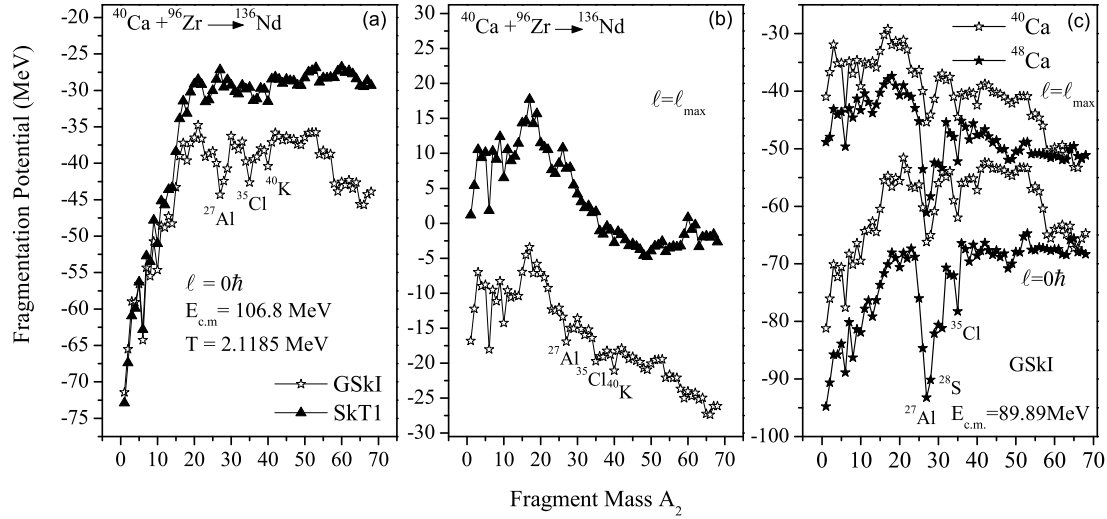 Fragmentation Potential (MeV)
⁴⁰Ca + ⁹⁶Zr → ¹³⁶Nd
(a)
-15
-20
-25
-30
-35
-40
-45
-50
-55
-60
-65
-70
-75
²⁷Al
³⁵Cl
⁴⁰K
ℓ = 0ħ
E_c.m = 106.8 MeV
T = 2.1185 MeV
GSkI
SkT1
0 10 20 30 40 50 60 70
⁴⁰Ca + ⁹⁶Zr → ¹³⁶Nd
(b)
ℓ=ℓ_max
30
25
20
15
10
5
0
-5
-10
-15
-20
-25
-30
²⁷Al
³⁵Cl
⁴⁰K
0 10 20 30 40 50 60 70
⁴⁰Ca
(c)
⁴⁸Ca
ℓ=ℓ_max
-30
-40
-50
-60
-70
-80
-90
-100
ℓ=0ħ
³⁵Cl
GSkI
²⁸S
²⁷Al
E_c.m.=89.89MeV
0 10 20 30 40 50 60 70 80
Fragment Mass A₂